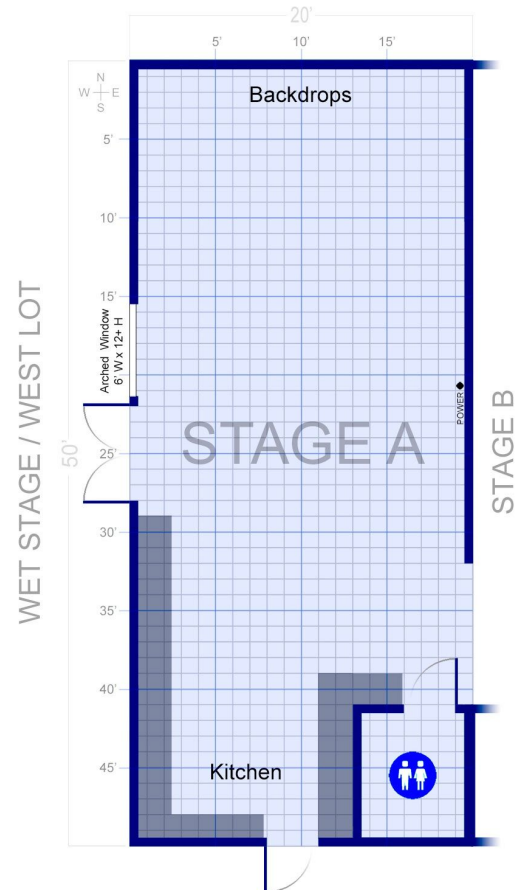 20'
5'
10'
15'
N
W E
S
Backdrops
5'
10'
15'
Arched Window
6' W x 12+ H
POWER
STAGE A
25'
50'
WET STAGE / WEST LOT
STAGE B
30'
35'
40'
45'
Kitchen